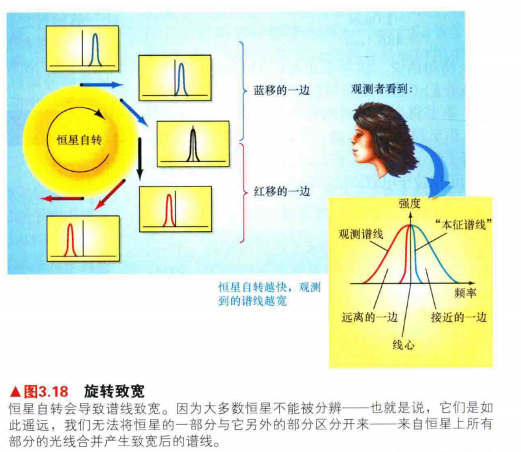 恒星自转
蓝移的一边
红移的一边
观测者看到:
恒星自转越快，观测
到的谱线越宽
强度
观测谱线
“本征谱线”
频率
远离的一边
接近的一边
线心
▲图3.18 旋转致宽
恒星自转会导致谱线致宽。因为大多数恒星不能被分辨——也就是说，它们是如
此遥远，我们无法将恒星的一部分与它另外的部分区分开来——来自恒星上所有
部分的光线合并产生致宽后的谱线。